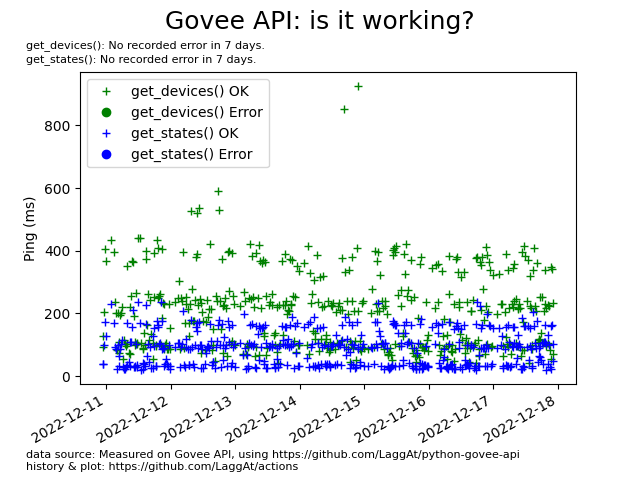 Govee API: is it working?
get_devices(): No recorded error in 7 days.
get_states(): No recorded error in 7 days.
get_devices() OK
get_devices() Error
get_states() OK
get_states() Error
800
600
400
200
0
Ping (ms)
2022-12-11
2022-12-12
2022-12-13
2022-12-14
2022-12-15
2022-12-16
2022-12-17
2022-12-18
data source: Measured on Govee API, using https://github.com/LaggAt/python-govee-api
history & plot: https://github.com/LaggAt/actions